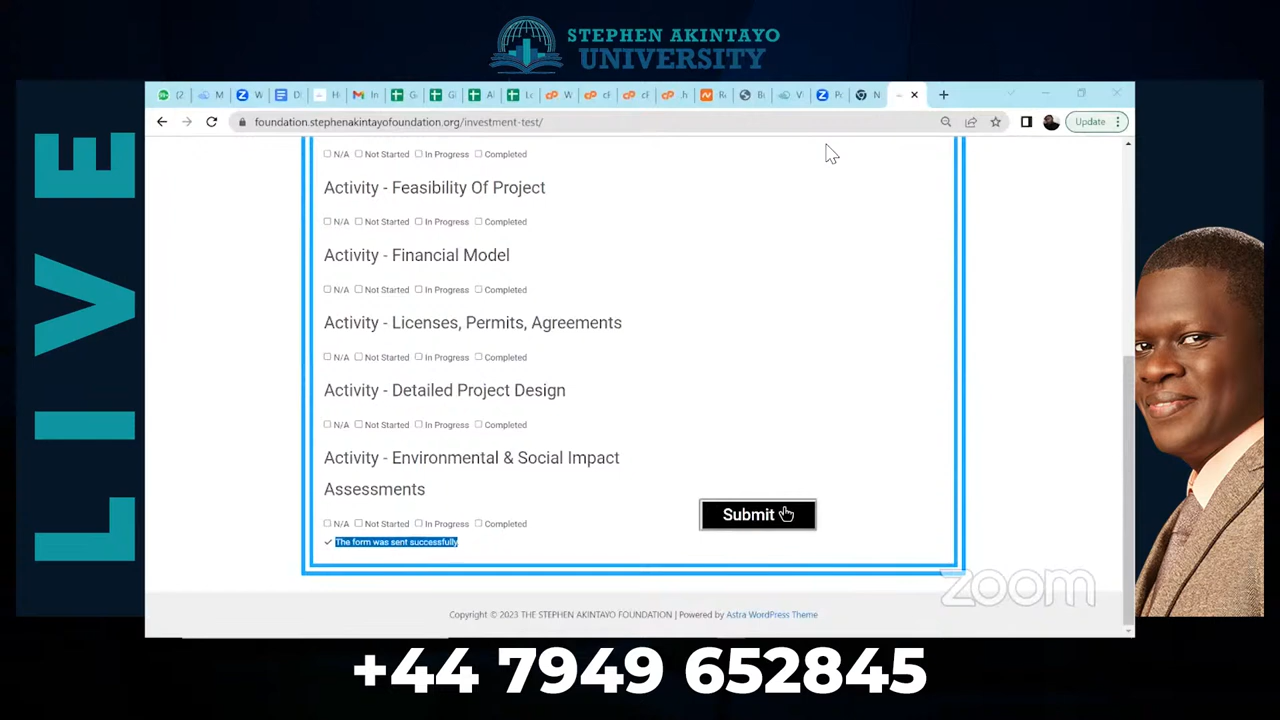 STEPHEN AKINTAYO
UNIVERSITY
LIVE
foundation.stephenakintayofoundation.org/investment-test/
Update
N/A Not Started In Progress Completed
Activity - Feasibility Of Project
N/A Not Started In Progress Completed
Activity - Financial Model
N/A Not Started In Progress Completed
Activity - Licenses, Permits, Agreements
N/A Not Started In Progress Completed
Activity - Detailed Project Design
N/A Not Started In Progress Completed
Activity - Environmental & Social Impact
Assessments
Submit
N/A Not Started In Progress Completed
The form was sent successfully
zoom
Copyright © 2023 THE STEPHEN AKINTAYO FOUNDATION | Powered by Astra WordPress Theme
+44 7949 652845